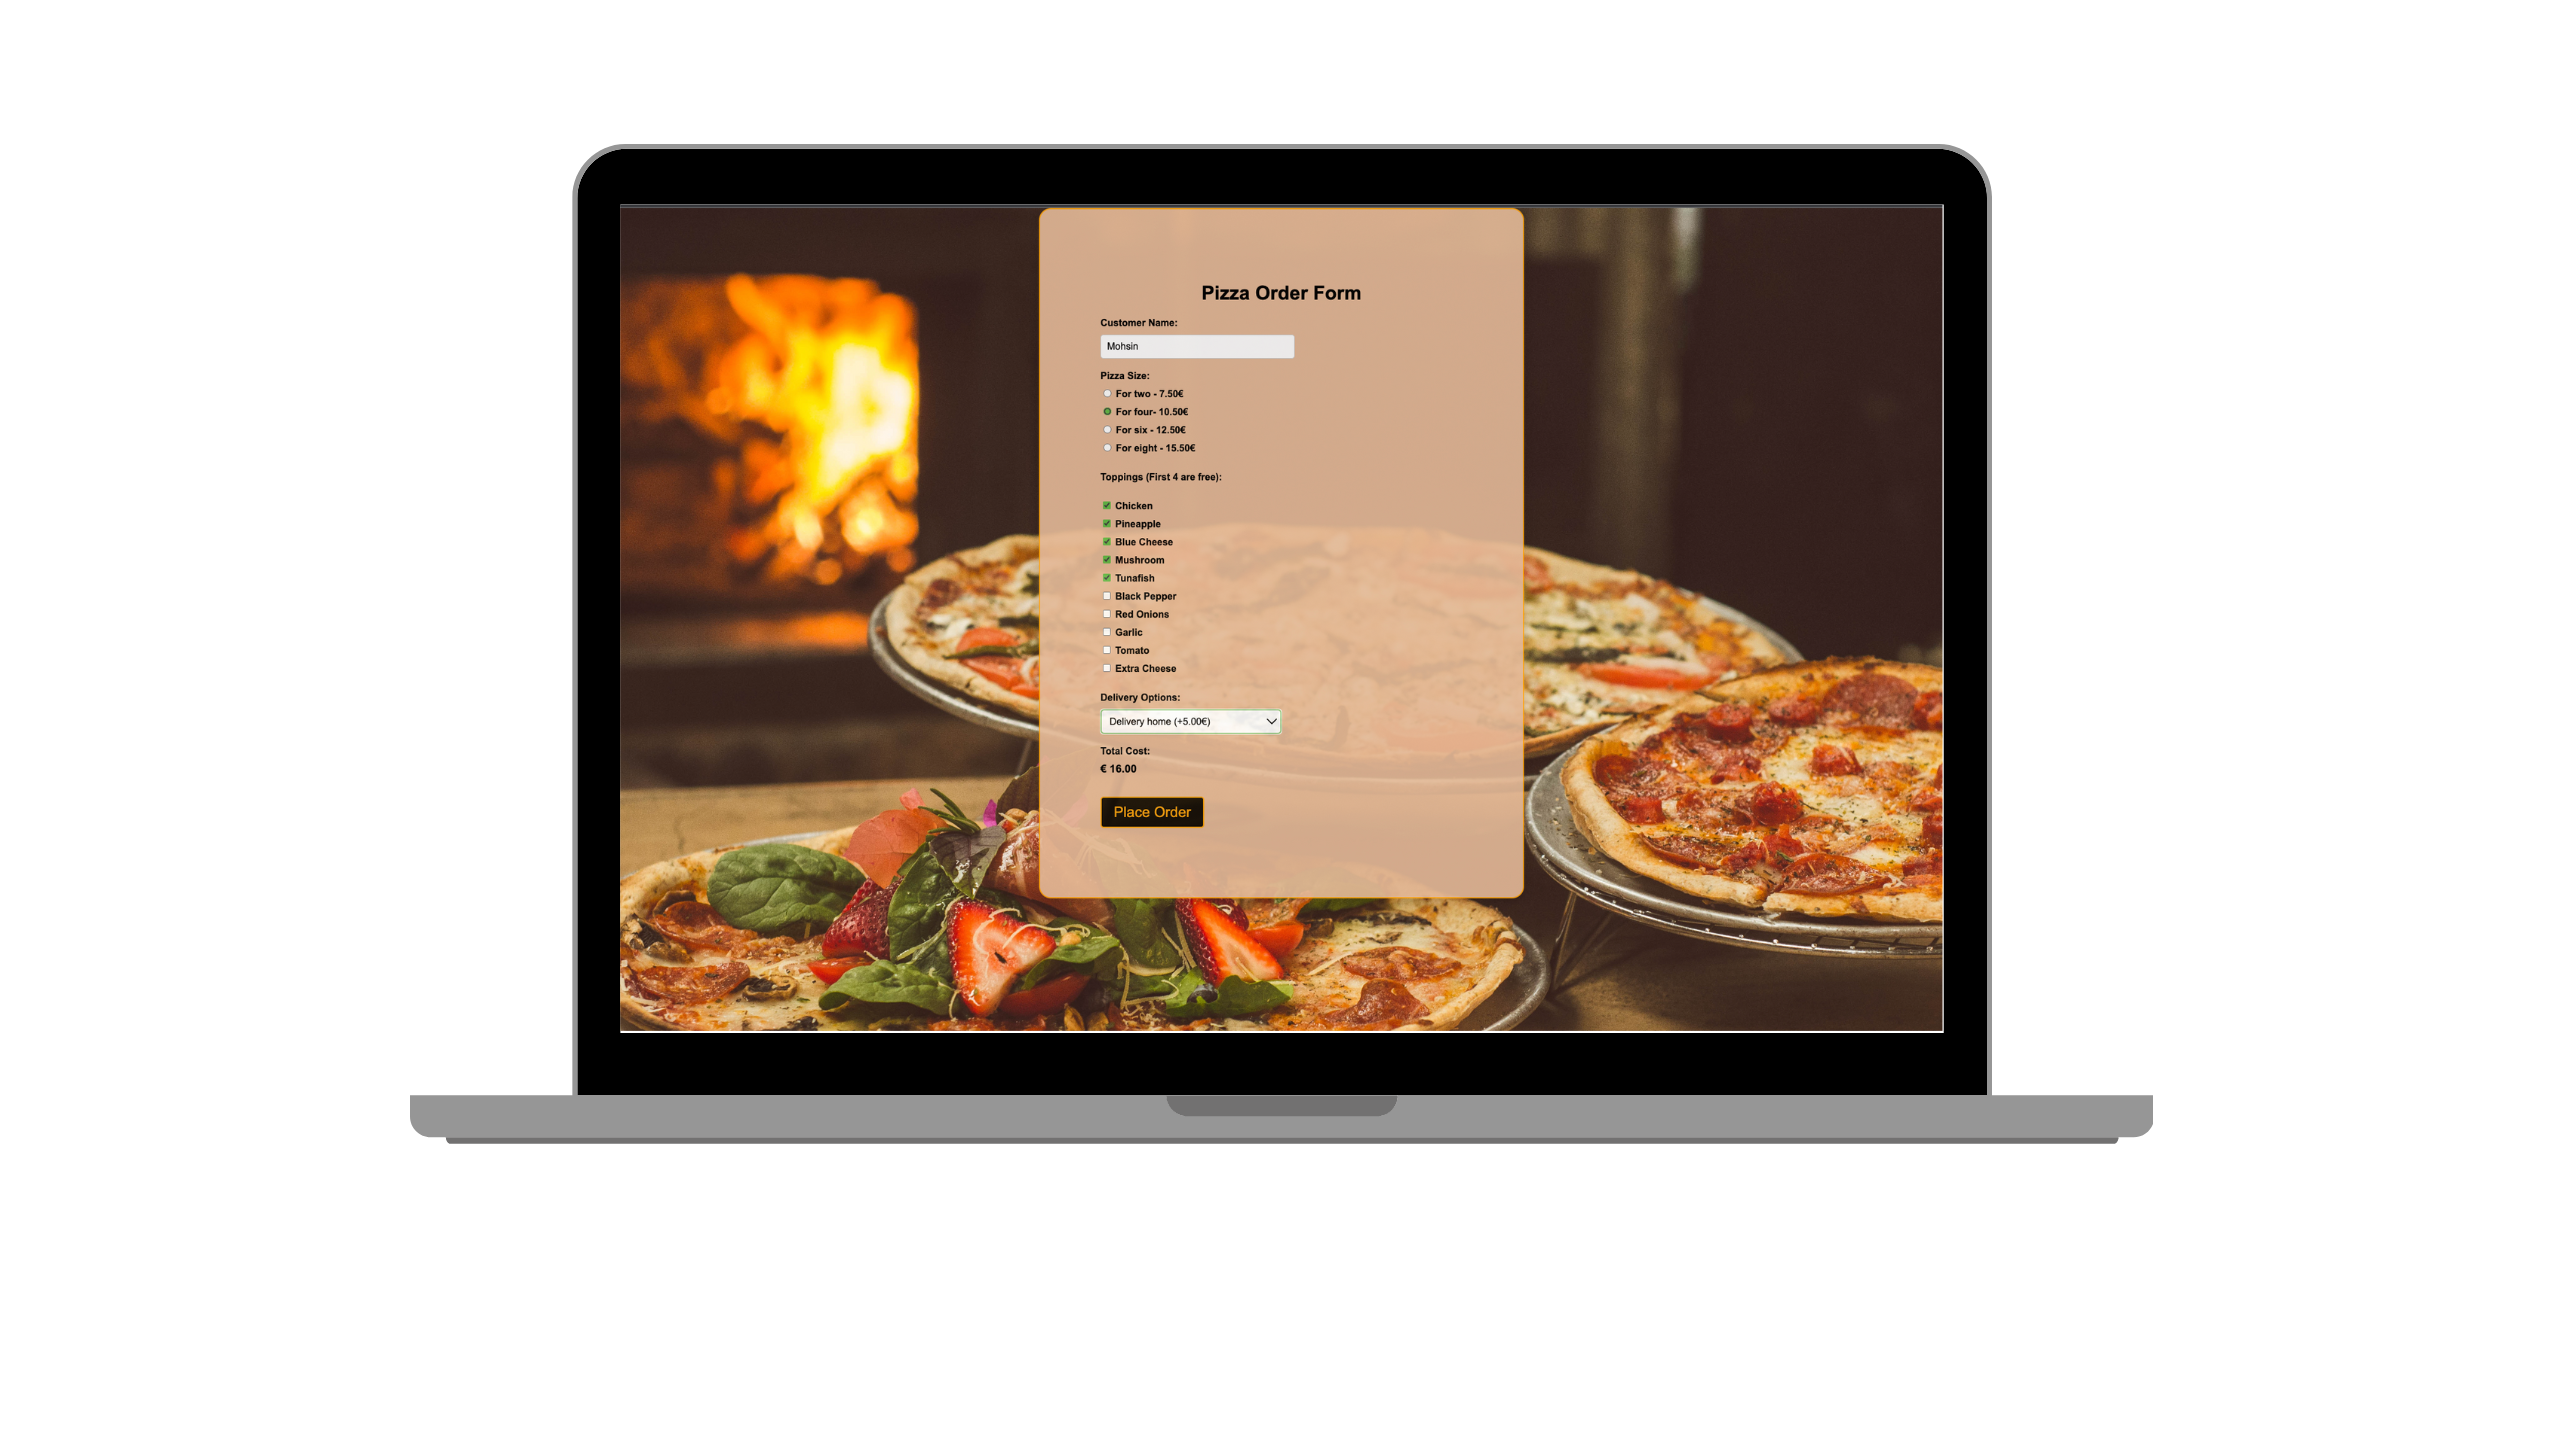 Pizza Order Form
Customer Name:
Mohsin
Pizza Size:
For two - 7.50€
For four- 10.50€
For six - 12.50€
For eight - 15.50€
Toppings (First 4 are free):
Chicken
Pineapple
Blue Cheese
Mushroom
Tunafish
Black Pepper
Red Onions
Garlic
Tomato
Extra Cheese
Delivery Options:
Delivery home (+5.00€)
Total Cost:
€ 16.00
Place Order